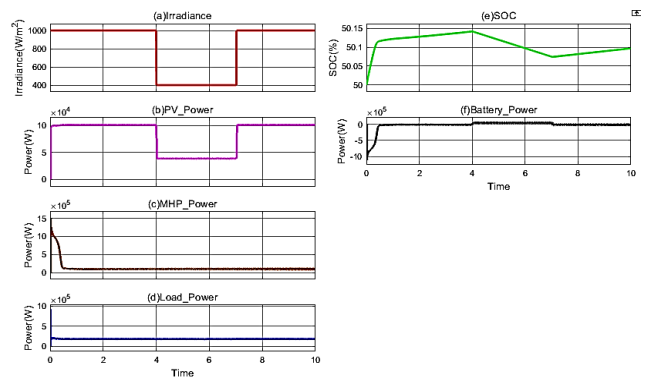 (a)Irradiance
Irradiance(W/m²)
1000
800
600
400
(b)PV_Power
×10⁴
Power(W)
10
5
0
(c)MHP_Power
×10⁵
Power(W)
15
10
5
0
(d)Load_Power
×10⁵
Power(W)
10
5
0
0 2 4 6 8 10
Time
(e)SOC
SOC(%)
50.15
50.1
50.05
50
(f)Battery_Power
×10⁵
Power(W)
0
-5
-10
0 2 4 6 8 10
Time